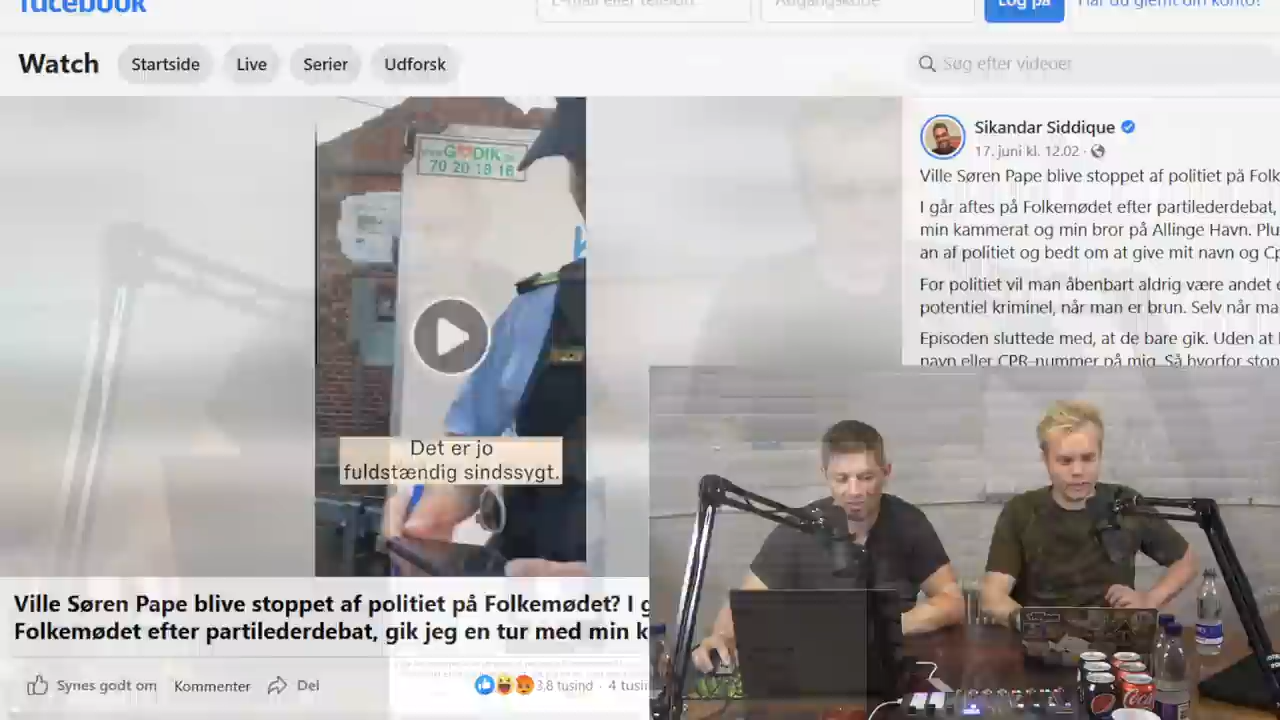 facebook
E-mail eller telefon
Adgangskode
Log på
Har du glemt din konto?
Watch
Startside
Live
Serier
Udforsk
Søg efter videoer
GODIK
70 20 18 16
Det er jo
fuldstændig sindssygt.
Sikandar Siddique
17. juni kl. 12.02 ·
Ville Søren Pape blive stoppet af politiet på Folk
I går aftes på Folkemødet efter partilederdebat,
min kammerat og min bror på Allinge Havn. Plu
an af politiet og bedt om at give mit navn og Cp
For politiet vil man åbenbart aldrig være andet e
potentiel kriminel, når man er brun. Selv når ma
Episoden sluttede med, at de bare gik. Uden at
navn eller CPR-nummer på mig. Så hvorfor stop
Ville Søren Pape blive stoppet af politiet på Folkemødet? I g
Folkemødet efter partilederdebat, gik jeg en tur med min k
Synes godt om
Kommenter
Del
3,8 tusind · 4 tusi